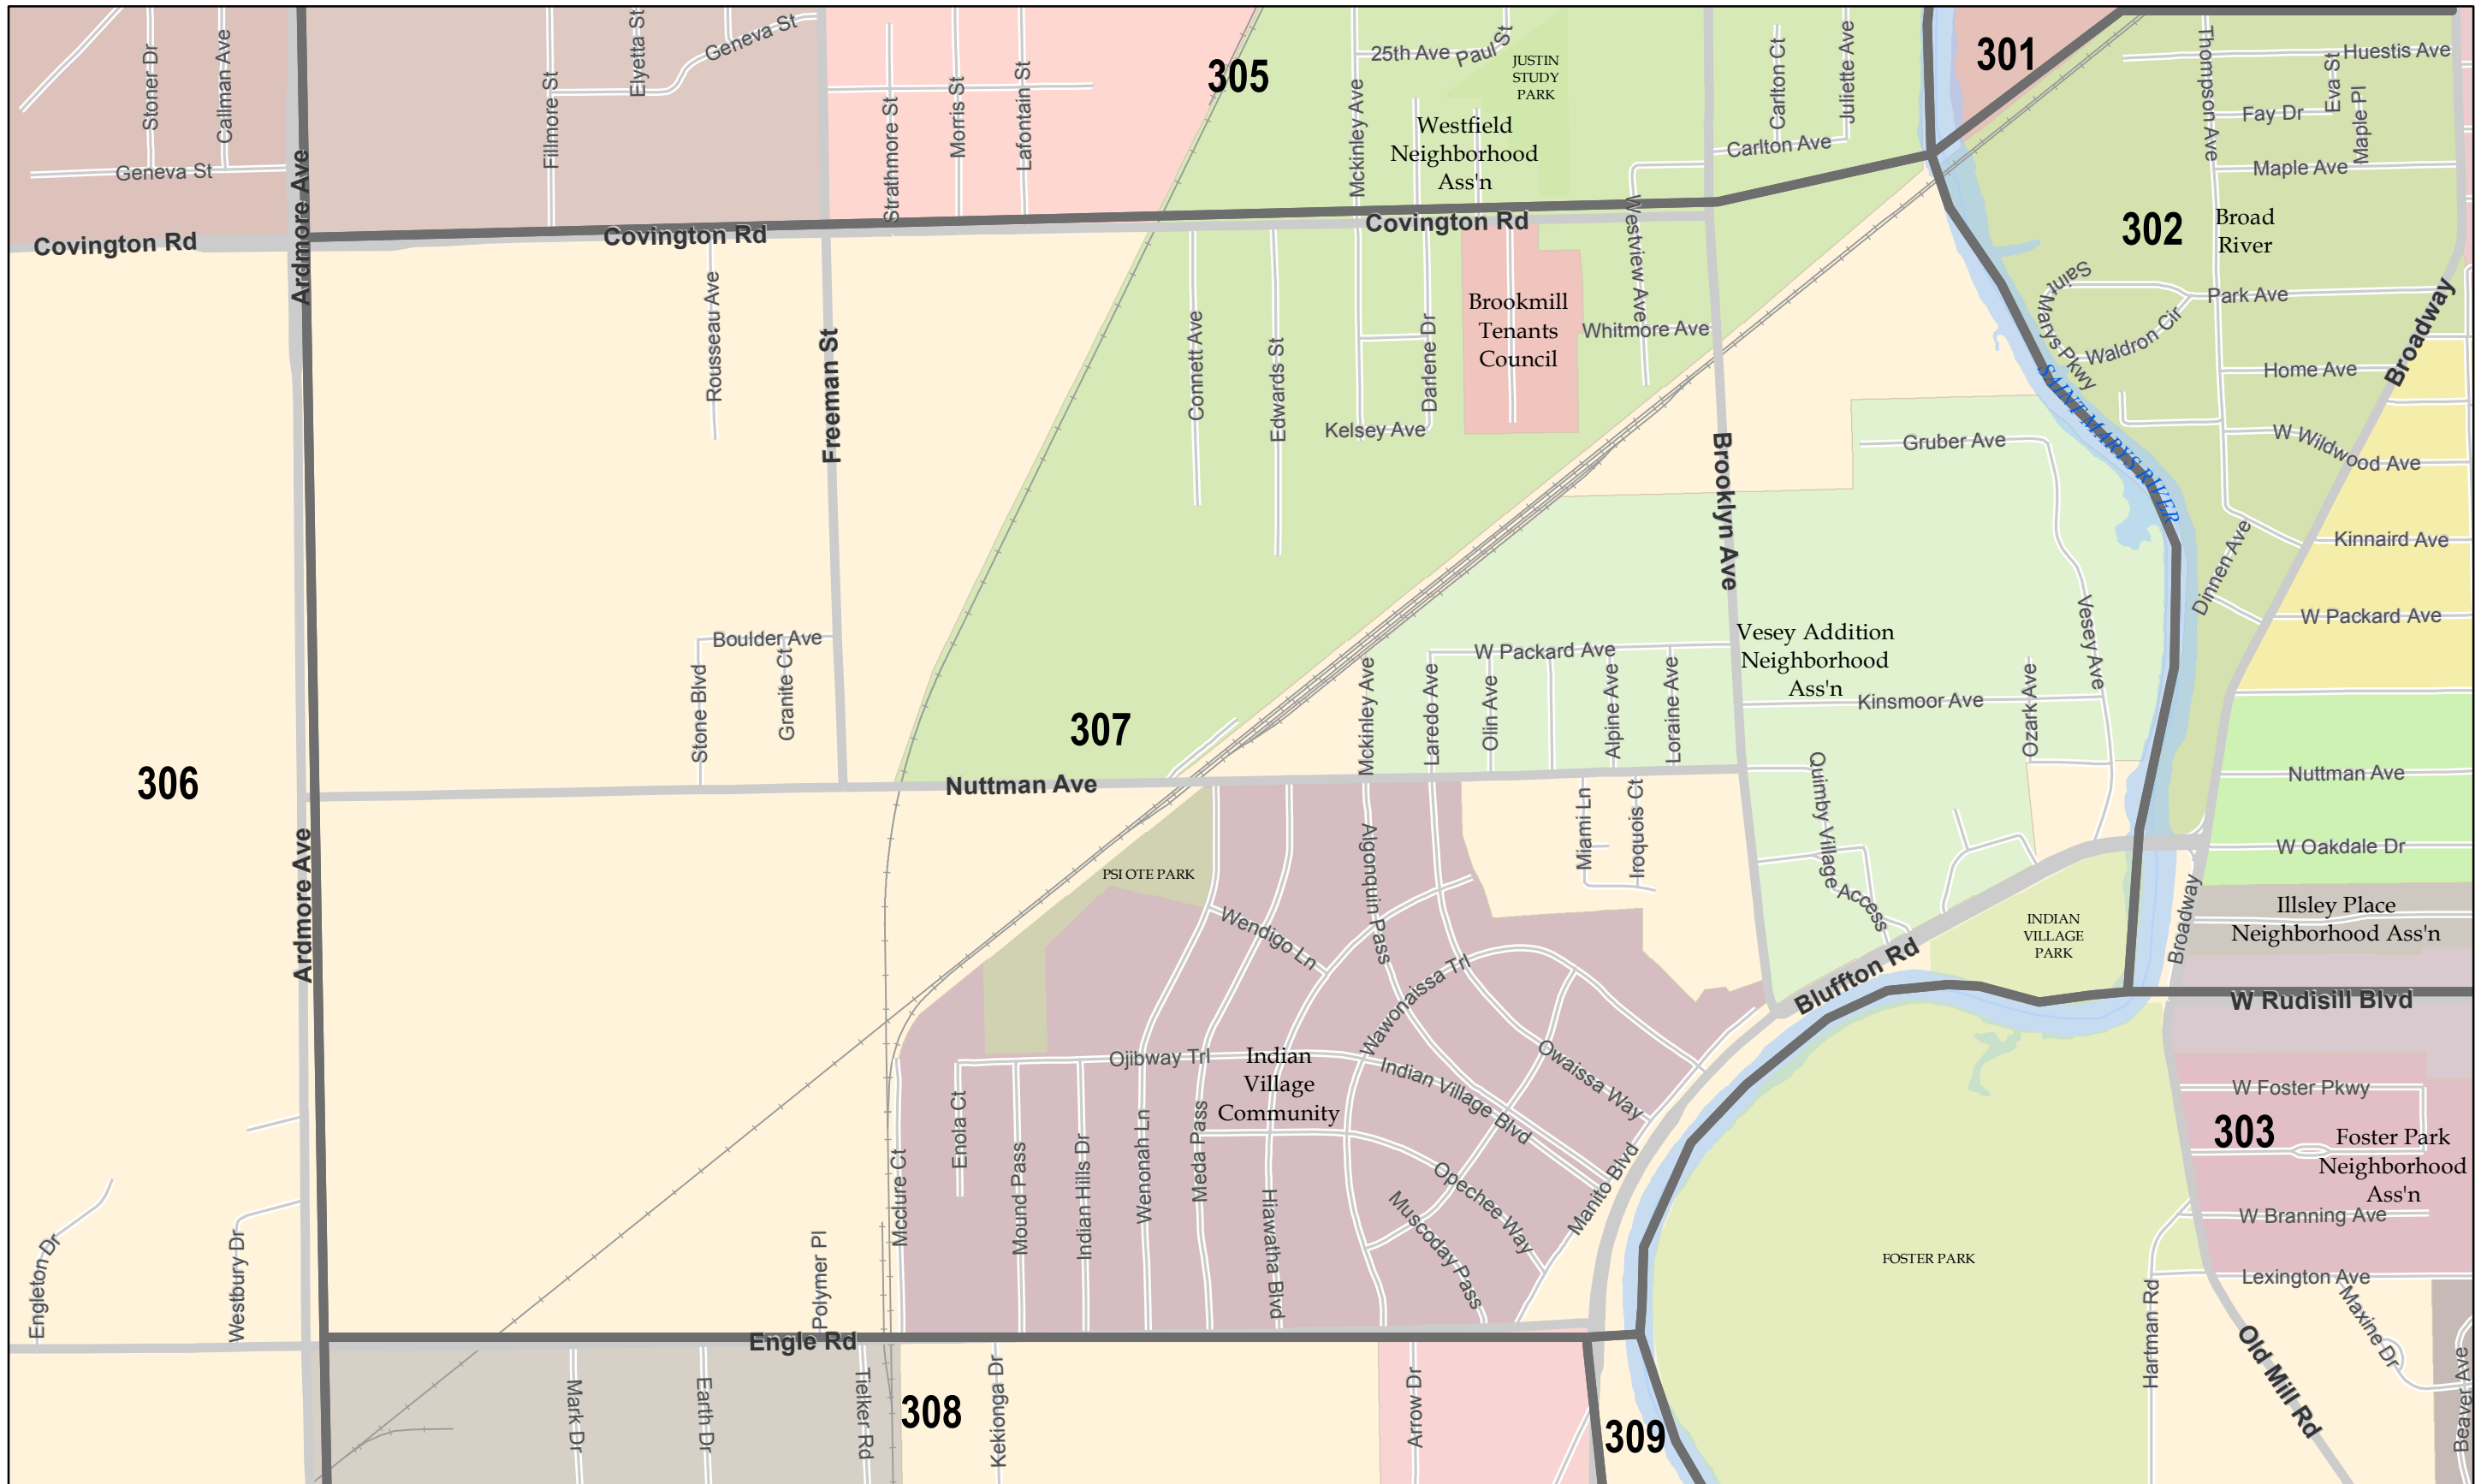 Stoner Dr
Callman Ave
Geneva St
Covington Rd
Ardmore Ave
Fillmore St
Elyetta St
Geneva St
Covington Rd
Strathmore St
Morris St
Lafontain St
305
Mckinley Ave
25th Ave
Paul St
JUSTIN
STUDY
PARK
Westfield
Neighborhood
Ass'n
Covington Rd
Carlton Ct
Juliette Ave
Carlton Ave
301
Thompson Ave
Huestis Ave
Eva St
Fay Dr
Maple Pl
Maple Ave
302
Broad
River
Saint Marys Pkwy
Park Ave
Waldron Cir
Home Ave
Broadway
W Wildwood Ave
SAINT MARYS RIVER
Kinnaird Ave
Dinnen Ave
W Packard Ave
Rousseau Ave
Freeman St
Connett Ave
Edwards St
Darlene Dr
Kelsey Ave
Brookmill
Tenants
Council
Westview Ave
Whitmore Ave
Brooklyn Ave
Gruber Ave
Vesey Ave
Vesey Addition
Neighborhood
Ass'n
Kinsmoor Ave
Ozark Ave
Boulder Ave
Stone Blvd
Granite Ct
306
307
Nuttman Ave
Mckinley Ave
Laredo Ave
W Packard Ave
Olin Ave
Alpine Ave
Loraine Ave
Nuttman Ave
W Oakdale Dr
Ardmore Ave
PSI OTE PARK
Algonquin Pass
Miami Ln
Iroquois Ct
Quimby Village Access
Bluffton Rd
INDIAN
VILLAGE
PARK
Broadway
Illsley Place
Neighborhood Ass'n
W Rudisill Blvd
Wendigo Ln
Wawonaissa Trl
Ojibway Trl
Indian
Village
Community
Indian Village Blvd
Owaissa Way
Enola Ct
Mound Pass
Indian Hills Dr
Wenonah Ln
Meda Pass
Hiawatha Blvd
Mcclure Ct
Opechee Way
Muscoday Pass
Manito Blvd
W Foster Pkwy
303
Foster Park
Neighborhood
Ass'n
W Branning Ave
FOSTER PARK
Lexington Ave
Hartman Rd
Maxine Dr
Old Mill Rd
Beaver Ave
Engleton Dr
Westbury Dr
Polymer Pl
Engle Rd
Mark Dr
Earth Dr
Tielker Rd
308
Kekionga Dr
Arrow Dr
309